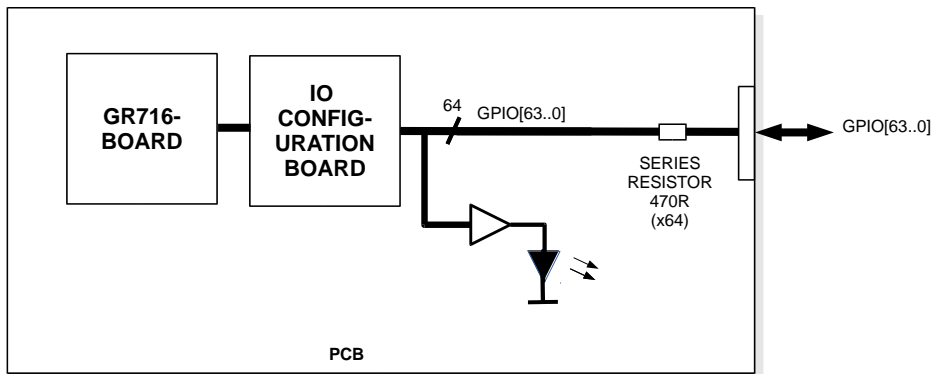 GR716-
BOARD
IO
CONFIG-
URATION
BOARD
64
GPIO[63..0]
SERIES
RESISTOR
470R
(x64)
GPIO[63..0]
PCB